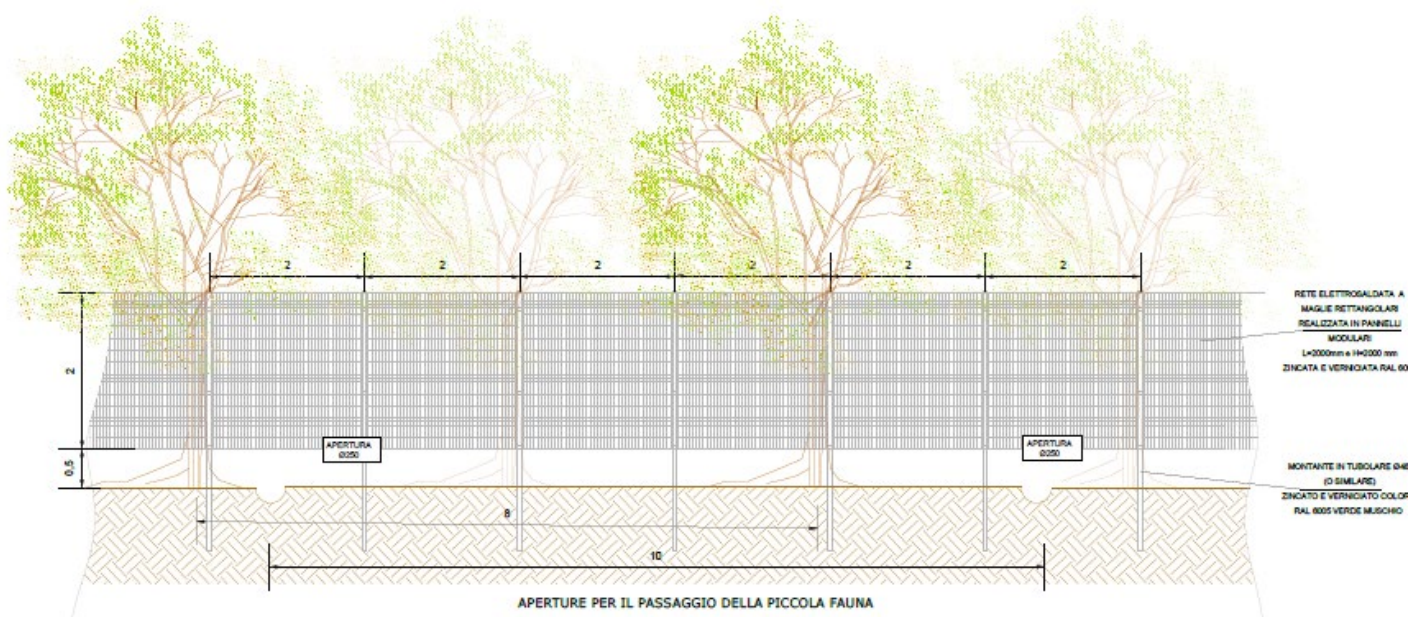 2
2
2
2
2
2
RETE ELETTROSALDATA A
MAGLIE RETTANGOLARI
REALIZZATA IN PANNELLI
MODULARI
L=2000mm e H=2000 mm
ZINCATA E VERNICIATA RAL 60
2
APERTURA
Ø250
APERTURA
Ø250
0,5
MONTANTE IN TUBOLARE Ø48
(O SIMILARE)
ZINCATO E VERNICIATO COLOR
RAL 6005 VERDE MUSCHIO
8
10
APERTURE PER IL PASSAGGIO DELLA PICCOLA FAUNA